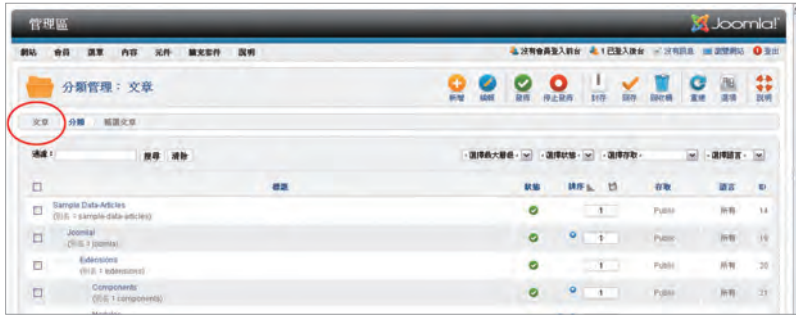 管理區
Joomla!
網站 會員 選單 內容 元件 擴充套件 說明
沒有會員登入前台 1 已登入後台 沒有訊息 瀏覽網站 登出
分類管理：文章
新增 編輯 發佈 停止發佈 封存 回收桶 重建 選項 說明
文章 分類 精選文章
過濾： 搜尋 清除
- 選擇最大層級 - - 選擇狀態 - - 選擇存取 - - 選擇語言 -
標題 狀態 排序 存取 語言 ID
Sample Data-Articles
(別名：sample-data-articles)
1 Public 所有 14
Joomla!
(別名：joomla)
1 Public 所有 19
Extensions
(別名：extensions)
1 Public 所有 20
Components
(別名：components)
1 Public 所有 21
Modules